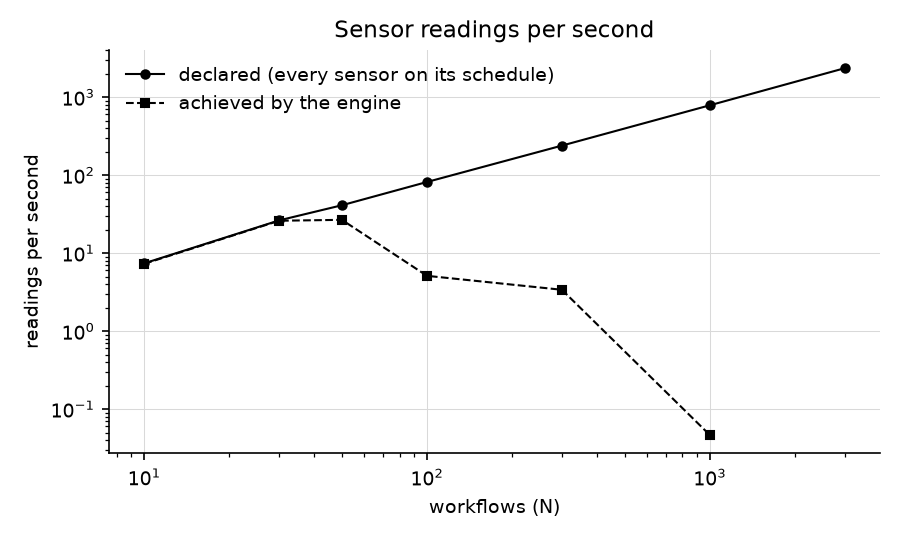 Sensor readings per second
declared (every sensor on its schedule)
achieved by the engine
readings per second
10³
10²
10¹
10⁰
10⁻¹
10¹ 10² 10³
workflows (N)